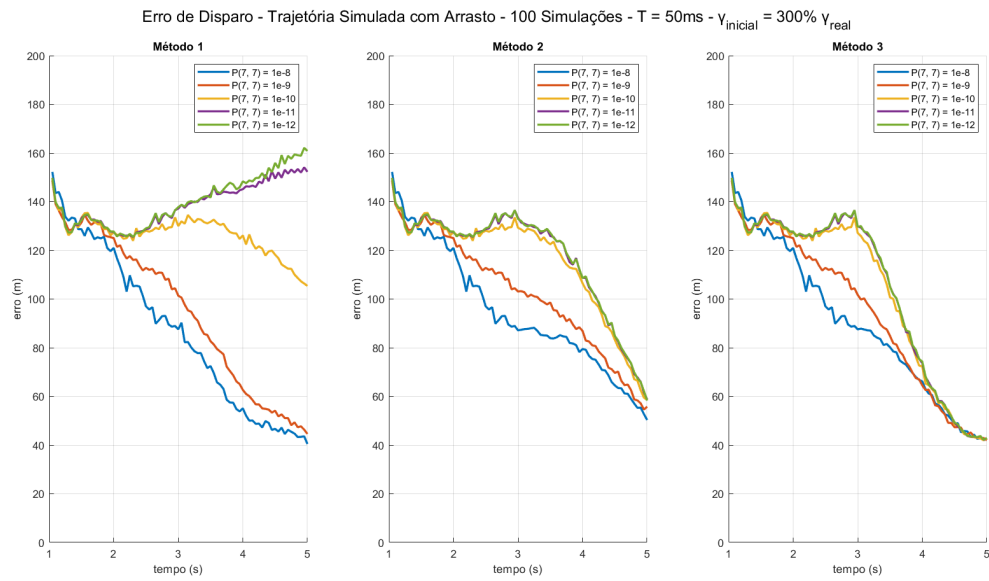 Erro de Disparo - Trajetória Simulada com Arrasto - 100 Simulações - T = 50ms - γinicial = 300% γreal
Método 1
200
180
160
140
120
100
80
60
40
20
0
erro (m)
1
2
3
4
5
tempo (s)
P(7, 7) = 1e-8
P(7, 7) = 1e-9
P(7, 7) = 1e-10
P(7, 7) = 1e-11
P(7, 7) = 1e-12
Método 2
200
180
160
140
120
100
80
60
40
20
0
erro (m)
1
2
3
4
5
tempo (s)
P(7, 7) = 1e-8
P(7, 7) = 1e-9
P(7, 7) = 1e-10
P(7, 7) = 1e-11
P(7, 7) = 1e-12
Método 3
200
180
160
140
120
100
80
60
40
20
0
erro (m)
1
2
3
4
5
tempo (s)
P(7, 7) = 1e-8
P(7, 7) = 1e-9
P(7, 7) = 1e-10
P(7, 7) = 1e-11
P(7, 7) = 1e-12